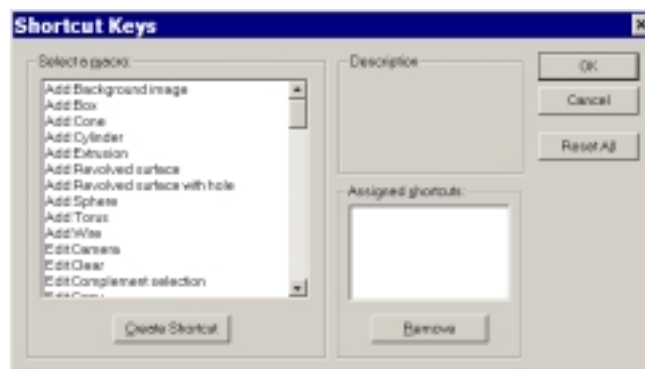 Shortcut Keys
Select a macro:
Add:Background image
Add:Box
Add:Cone
Add:Cylinder
Add:Extrusion
Add:Revolved surface
Add:Revolved surface with hole
Add:Sphere
Add:Torus
Add:Wire
Edit:Camera
Edit:Clear
Edit:Complement selection
Edit:Copy
Create Shortcut
Description
Assigned shortcuts:
Remove
OK
Cancel
Reset All